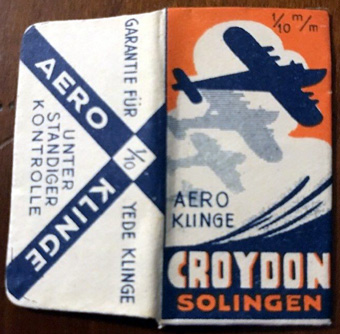 GARANTIE FÜR
1/10
YEDE KLINGE
AERO
KLINGE
UNTER
STÄNDIGER
KONTROLLE
1/10 m/m
AERO
KLINGE
CROYDON
SOLINGEN